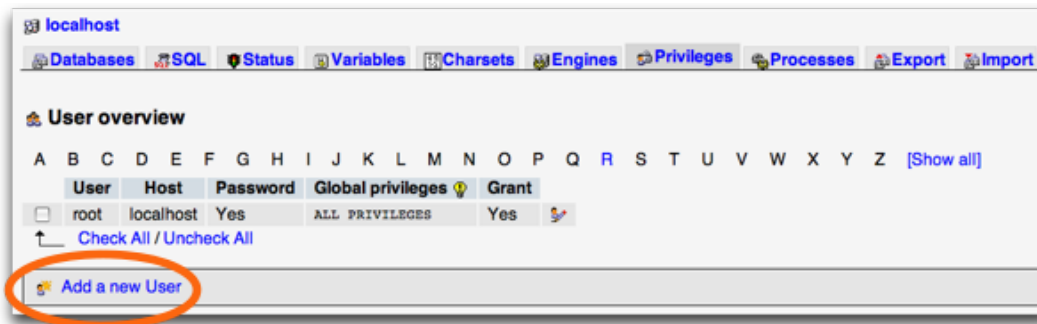 localhost
Databases SQL Status Variables Charsets Engines Privileges Processes Export Import
User overview
A B C D E F G H I J K L M N O P Q R S T U V W X Y Z [Show all]
User Host Password Global privileges Grant
root localhost Yes ALL PRIVILEGES Yes
Check All / Uncheck All
Add a new User